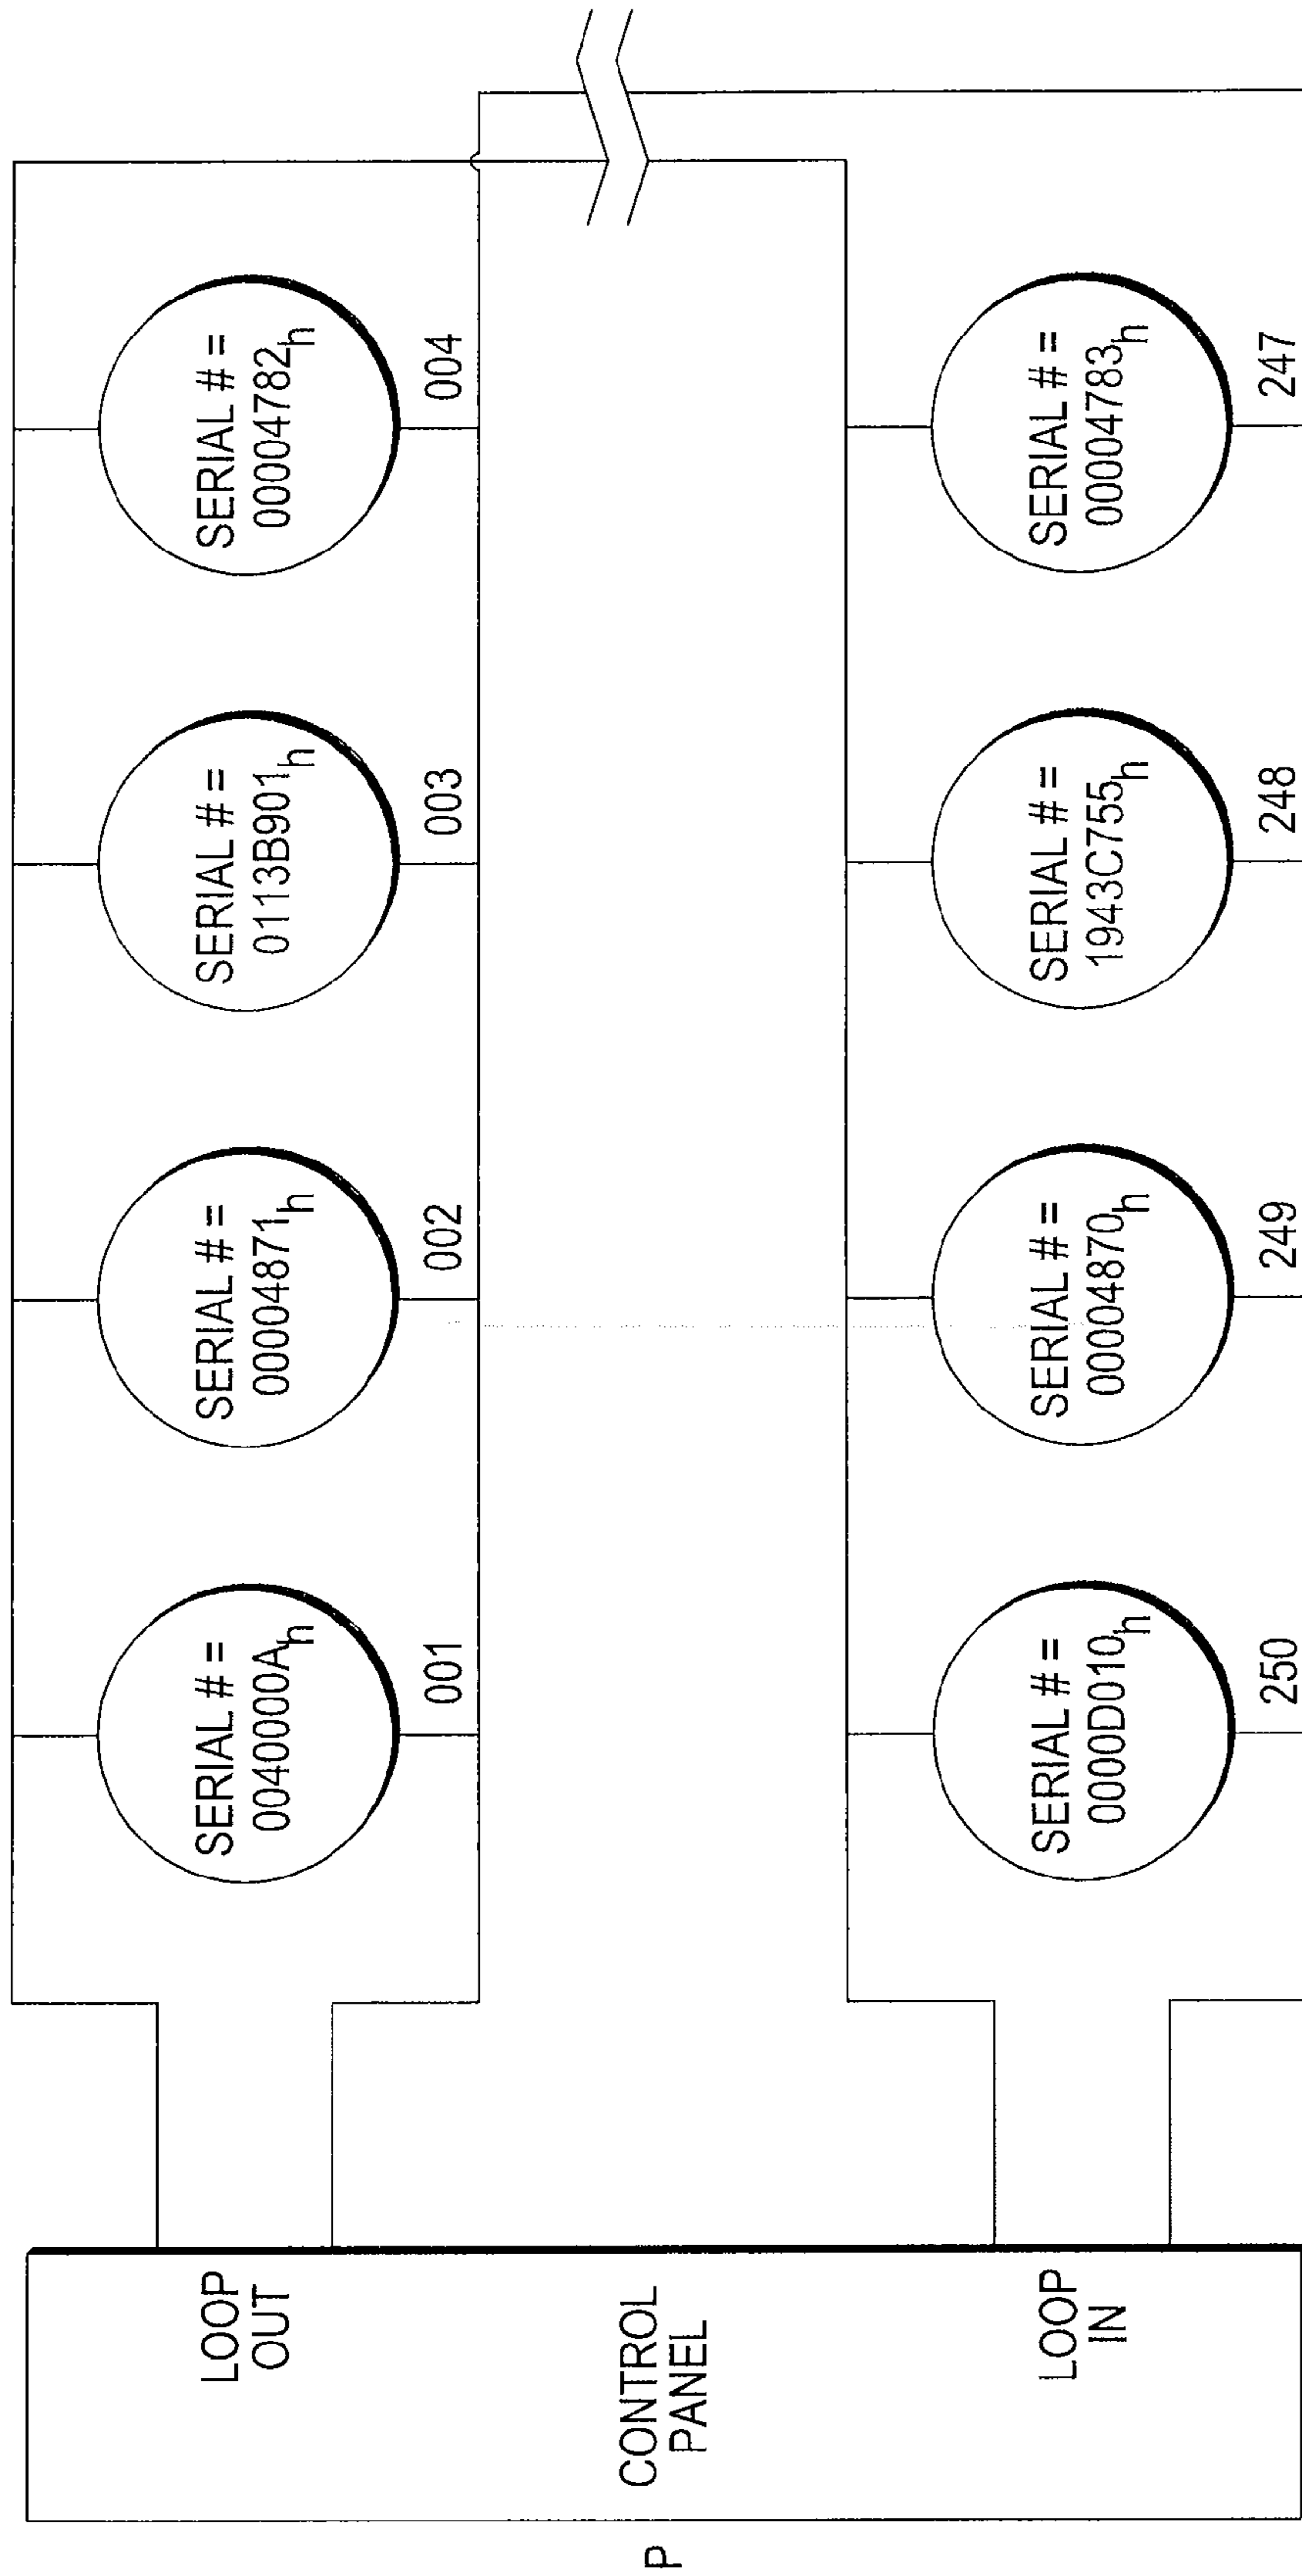 P
CONTROL
PANEL
LOOP
OUT
SERIAL # =
0040000Ah
001
SERIAL # =
00004871h
002
SERIAL # =
0113B901h
003
SERIAL # =
00004782h
004
LOOP
IN
SERIAL # =
0000D010h
250
SERIAL # =
00004870h
249
SERIAL # =
1943C755h
248
SERIAL # =
00004783h
247